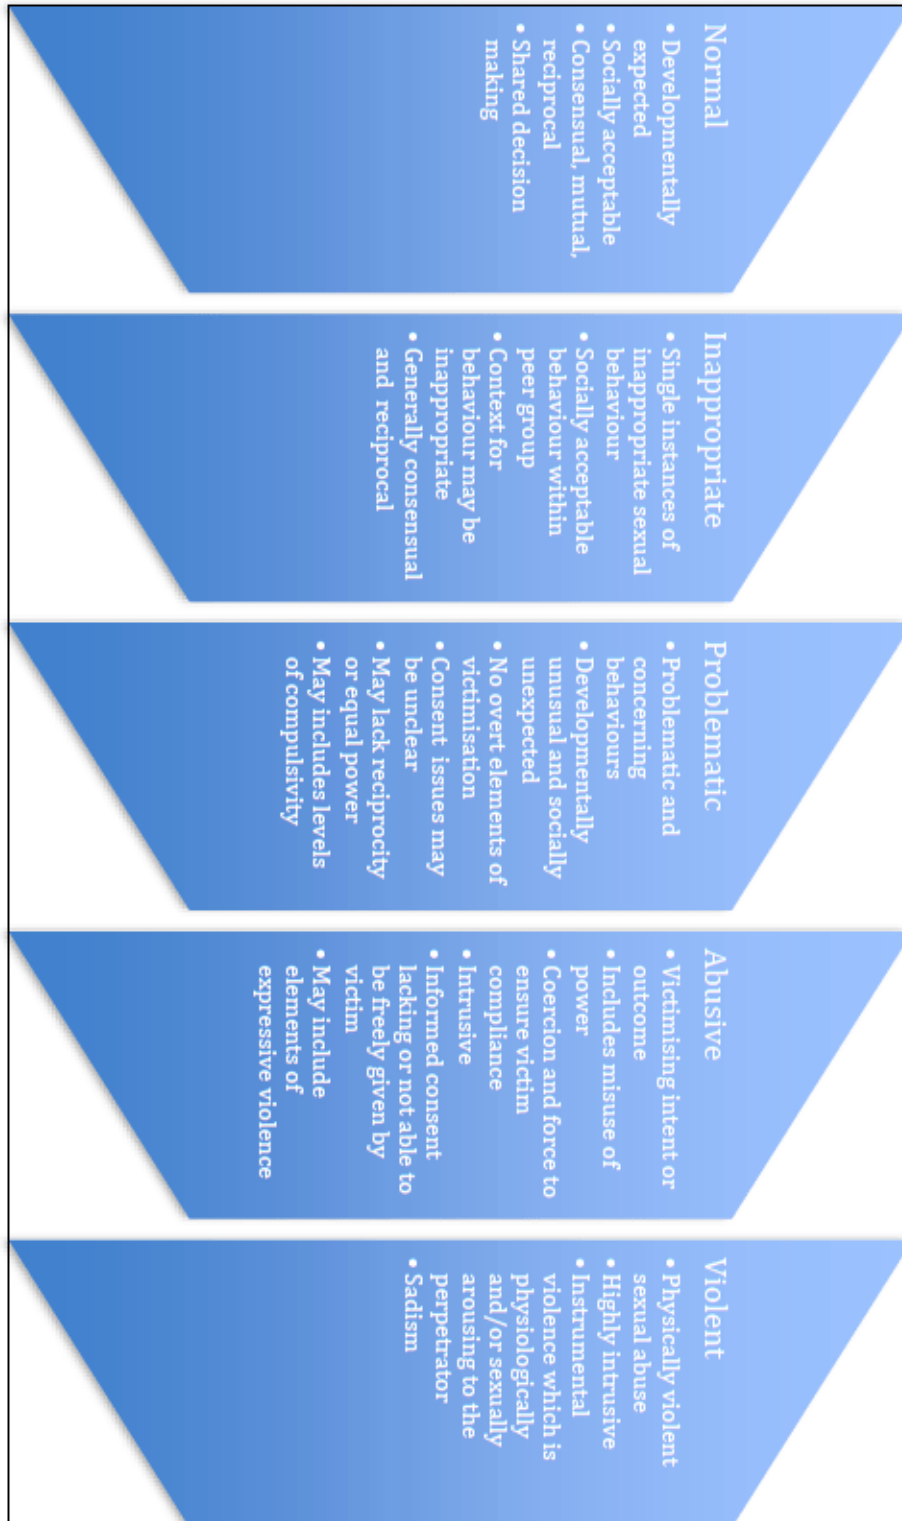 Normal
• Developmentally
expected
• Socially acceptable
• Consensual, mutual,
reciprocal
• Shared decision
making
Inappropriate
• Single instances of
inappropriate sexual
behaviour
• Socially acceptable
behaviour within
peer group
• Context for
behaviour may be
inappropriate
• Generally consensual
and reciprocal
Problematic
• Problematic and
concerning
behaviours
• Developmentally
unusual and socially
unexpected
• No overt elements of
victimisation
• Consent issues may
be unclear
• May lack reciprocity
or equal power
• May includes levels
of compulsivity
Abusive
• Victimising intent or
outcome
• Includes misuse of
power
• Coercion and force to
ensure victim
compliance
• Intrusive
• Informed consent
lacking or not able to
be freely given by
victim
• May include
elements of
expressive violence
Violent
• Physically violent
sexual abuse
• Highly intrusive
• Instrumental
violence which is
physiologically
and/or sexually
arousing to the
perpetrator
• Sadism